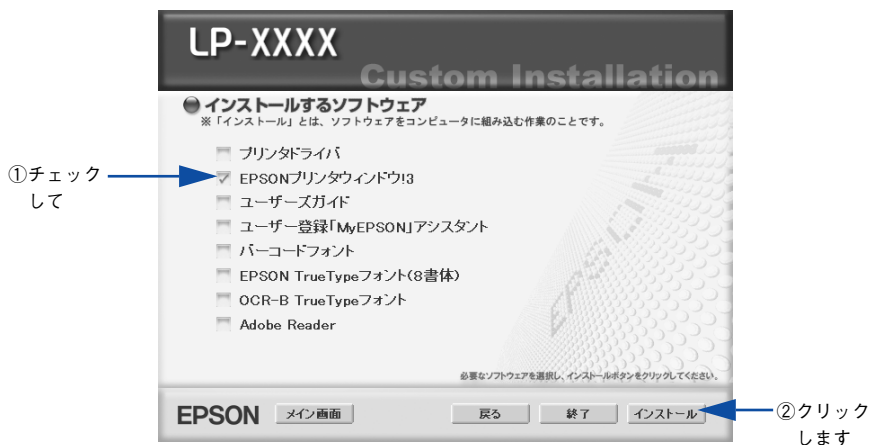 LP-XXXX
Custom Installation
インストールするソフトウェア
※「インストール」とは、ソフトウェアをコンピュータに組み込む作業のことです。
プリンタドライバ
①チェック
して
EPSONプリンタウィンドウ!3
ユーザーズガイド
ユーザー登録「MyEPSON」アシスタント
バーコードフォント
EPSON TrueTypeフォント(8書体)
OCR-B TrueTypeフォント
Adobe Reader
EPSON
必要なソフトウェアを選択し、インストールボタンをクリックしてください。
EPSON
メイン画面
戻る
終了
インストール
②クリック
します